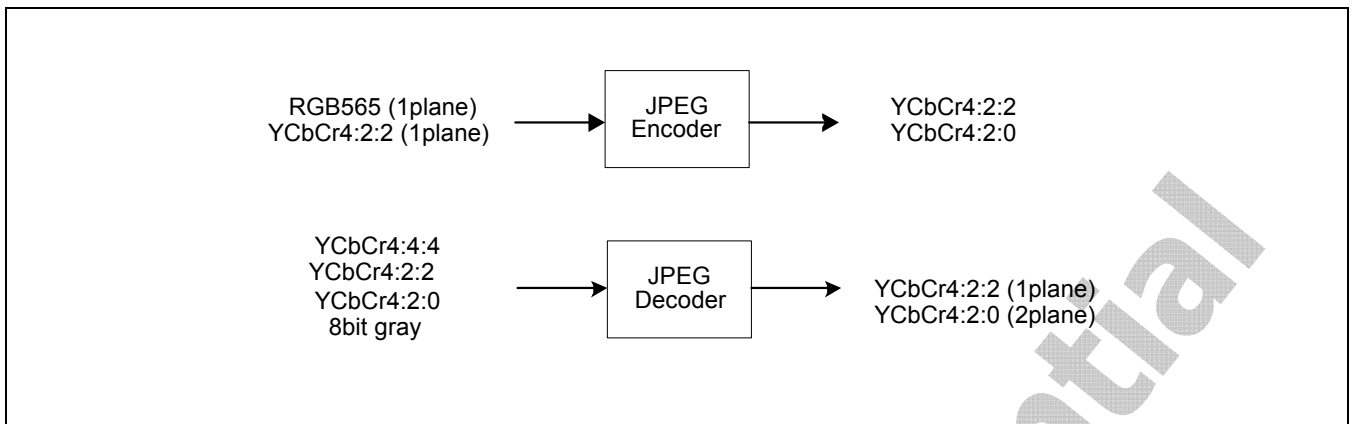 RGB565 (1plane)
YCbCr4:2:2 (1plane)
JPEG
Encoder
YCbCr4:2:2
YCbCr4:2:0
YCbCr4:4:4
YCbCr4:2:2
YCbCr4:2:0
8bit gray
JPEG
Decoder
YCbCr4:2:2 (1plane)
YCbCr4:2:0 (2plane)
ntial